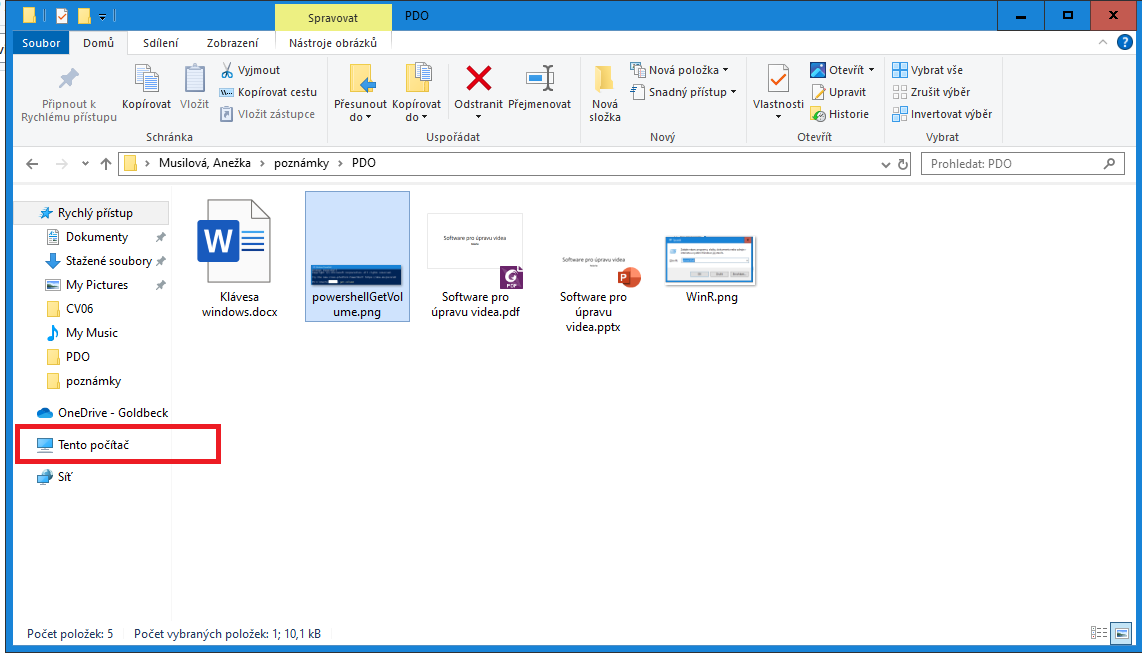 Spravovat
PDO
Soubor
Domů
Sdílení
Zobrazení
Nástroje obrázků
?
Připnout k
Rychlému přístupu
Kopírovat
Vložit
Vyjmout
Kopírovat cestu
Vložit zástupce
Schránka
Přesunout
do
Kopírovat
do
Odstranit
Přejmenovat
Uspořádat
Nová
složka
Nová položka
Snadný přístup
Nový
Vlastnosti
Otevřít
Upravit
Historie
Otevřít
Vybrat vše
Zrušit výběr
Invertovat výběr
Vybrat
Musilová, Anežka > poznámky > PDO
Prohledat: PDO
Rychlý přístup
Dokumenty
Stažené soubory
My Pictures
CV06
My Music
PDO
poznámky
OneDrive - Goldbeck
Tento počítač
Síť
W
Klávesa
windows.docx
powershellGetVol
ume.png
Software pro úpravu videa
PDF
Software pro
úpravu videa.pdf
Software pro úpravu videa
P
Software pro
úpravu
videa.pptx
WinR.png
Počet položek: 5
Počet vybraných položek: 1; 10,1 kB